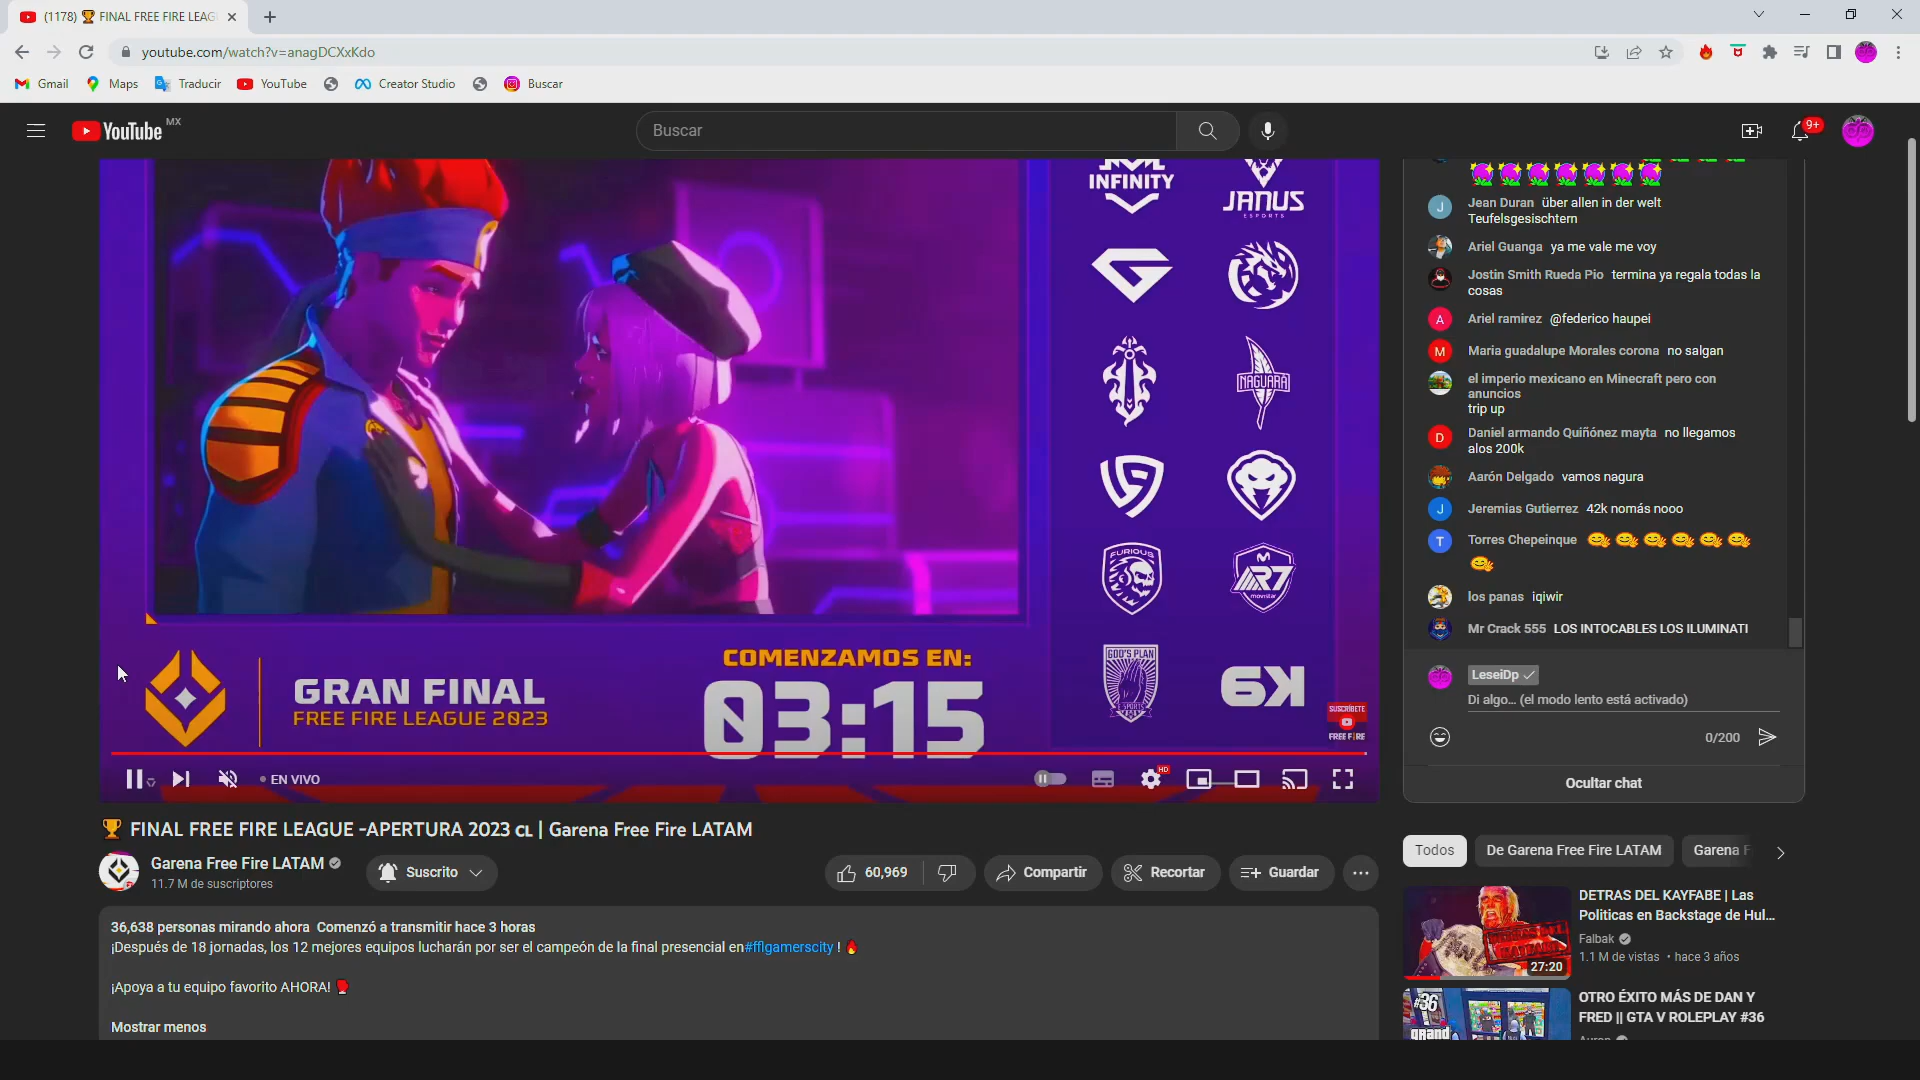 (1178) 🏆 FINAL FREE FIRE LEAG
youtube.com/watch?v=anagDCXxKdo
Gmail
Maps
Traducir
YouTube
Creator Studio
Buscar
YouTube MX
Buscar
9+
INFINITY
JANUS
ESPORTS
NAGUARA
FURIOUS
R7
movistar
GOD'S PLAN
ESPORTS
6K
SUSCRÍBETE
FREE FIRE
COMENZAMOS EN:
03:15
GRAN FINAL
FREE FIRE LEAGUE 2023
EN VIVO
HD
Jean Duran über allen in der welt
Teufelsgesischtern
Ariel Guanga ya me vale me voy
Jostin Smith Rueda Pio termina ya regala todas la
cosas
A Ariel ramirez @federico haupei
M Maria guadalupe Morales corona no salgan
el imperio mexicano en Minecraft pero con
anuncios
trip up
D Daniel armando Quiñónez mayta no llegamos
alos 200k
Aarón Delgado vamos nagura
J Jeremias Gutierrez 42k nomás nooo
T Torres Chepeinque
los panas iqiwir
Mr Crack 555 LOS INTOCABLES LOS ILUMINATI
LeseiDp
Di algo... (el modo lento está activado)
0/200
Ocultar chat
🏆 FINAL FREE FIRE LEAGUE -APERTURA 2023 ᴄʟ | Garena Free Fire LATAM
Garena Free Fire LATAM
11.7 M de suscriptores
Suscrito
60,969
Compartir
Recortar
Guardar
36,638 personas mirando ahora Comenzó a transmitir hace 3 horas
¡Después de 18 jornadas, los 12 mejores equipos lucharán por ser el campeón de la final presencial en#fflgamerscity ! 🔥
¡Apoya a tu equipo favorito AHORA! 🥊
Mostrar menos
Todos
De Garena Free Fire LATAM
Garena F
DETRAS DEL KAYFABE | Las
Politicas en Backstage de Hul...
Falbak
1.1 M de vistas • hace 3 años
27:20
OTRO ÉXITO MÁS DE DAN Y
FRED || GTA V ROLEPLAY #36
#36
grand